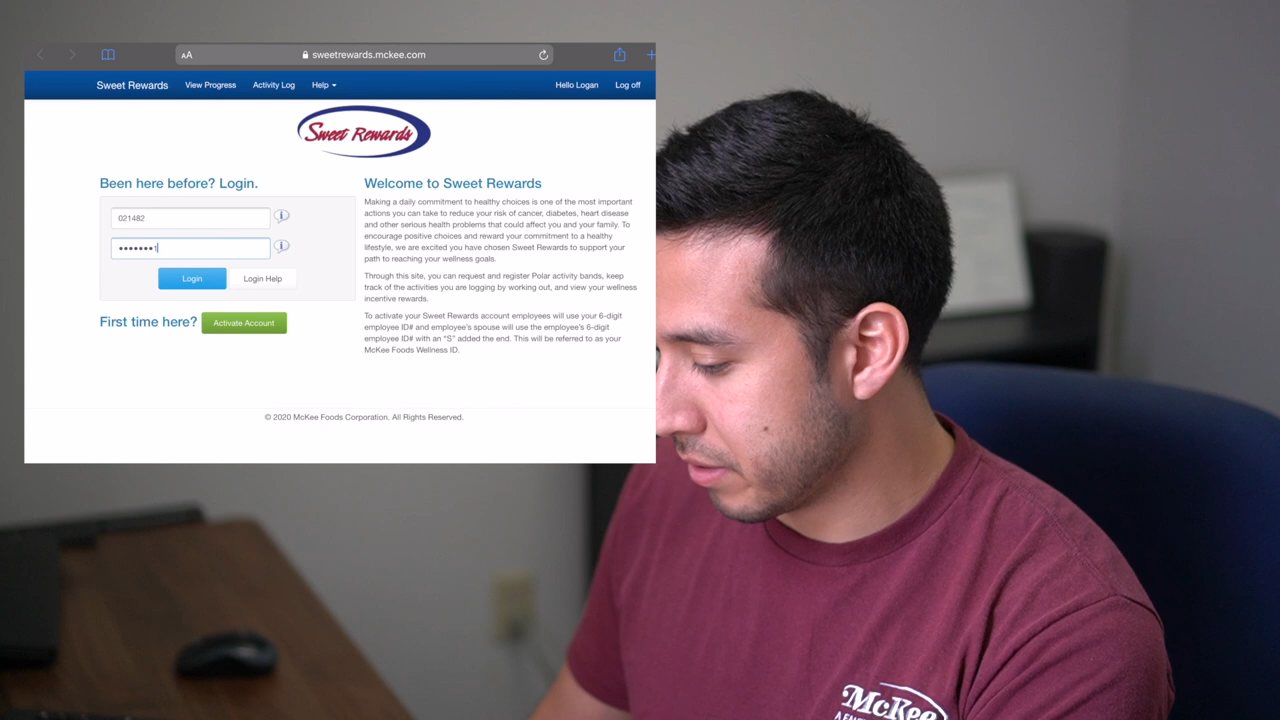 AA
sweetrewards.mckee.com
Sweet Rewards View Progress Activity Log Help Hello Logan Log off
Sweet Rewards
Been here before? Login.
021482
•••••••1
Login Login Help
First time here? Activate Account
Welcome to Sweet Rewards
Making a daily commitment to healthy choices is one of the most important
actions you can take to reduce your risk of cancer, diabetes, heart disease
and other serious health problems that could affect you and your family. To
encourage positive choices and reward your commitment to a healthy
lifestyle, we are excited you have chosen Sweet Rewards to support your
path to reaching your wellness goals.
Through this site, you can request and register Polar activity bands, keep
track of the activities you are logging by working out, and view your wellness
incentive rewards.
To activate your Sweet Rewards account employees will use your 6-digit
employee ID# and employee's spouse will use the employee's 6-digit
employee ID# with an "S" added the end. This will be referred to as your
McKee Foods Wellness ID.
© 2020 McKee Foods Corporation. All Rights Reserved.
McKee